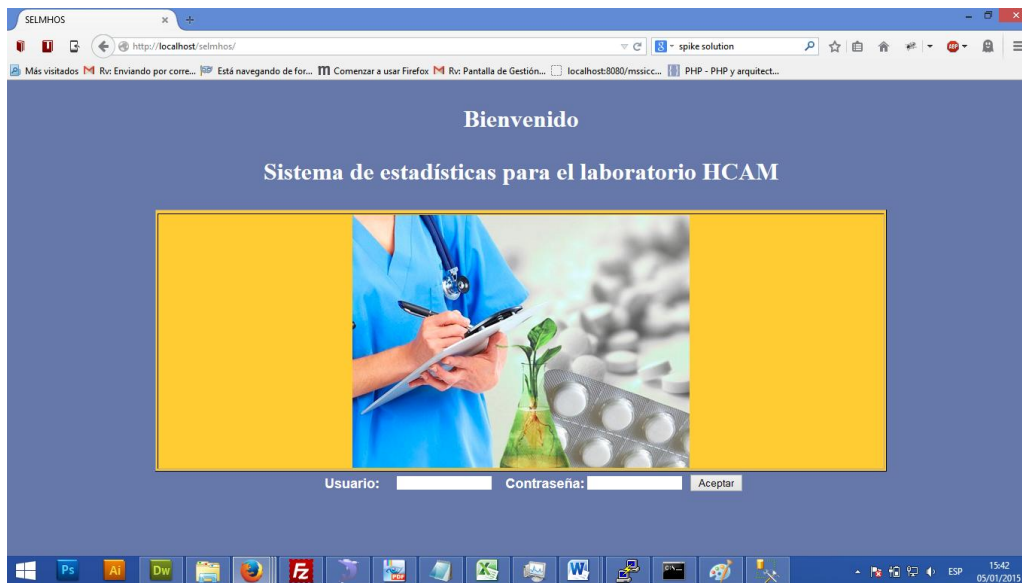 SELMHOS
http://localhost/selmhos/
spike solution
Más visitados
Rv: Enviando por corre...
Está navegando de for...
Comenzar a usar Firefox
Rv: Pantalla de Gestión...
localhost:8080/mssicc...
PHP - PHP y arquitect...
Bienvenido
Sistema de estadísticas para el laboratorio HCAM
Usuario:
Contraseña:
Aceptar
Ps
Ai
Dw
ESP
15:42
05/01/2015